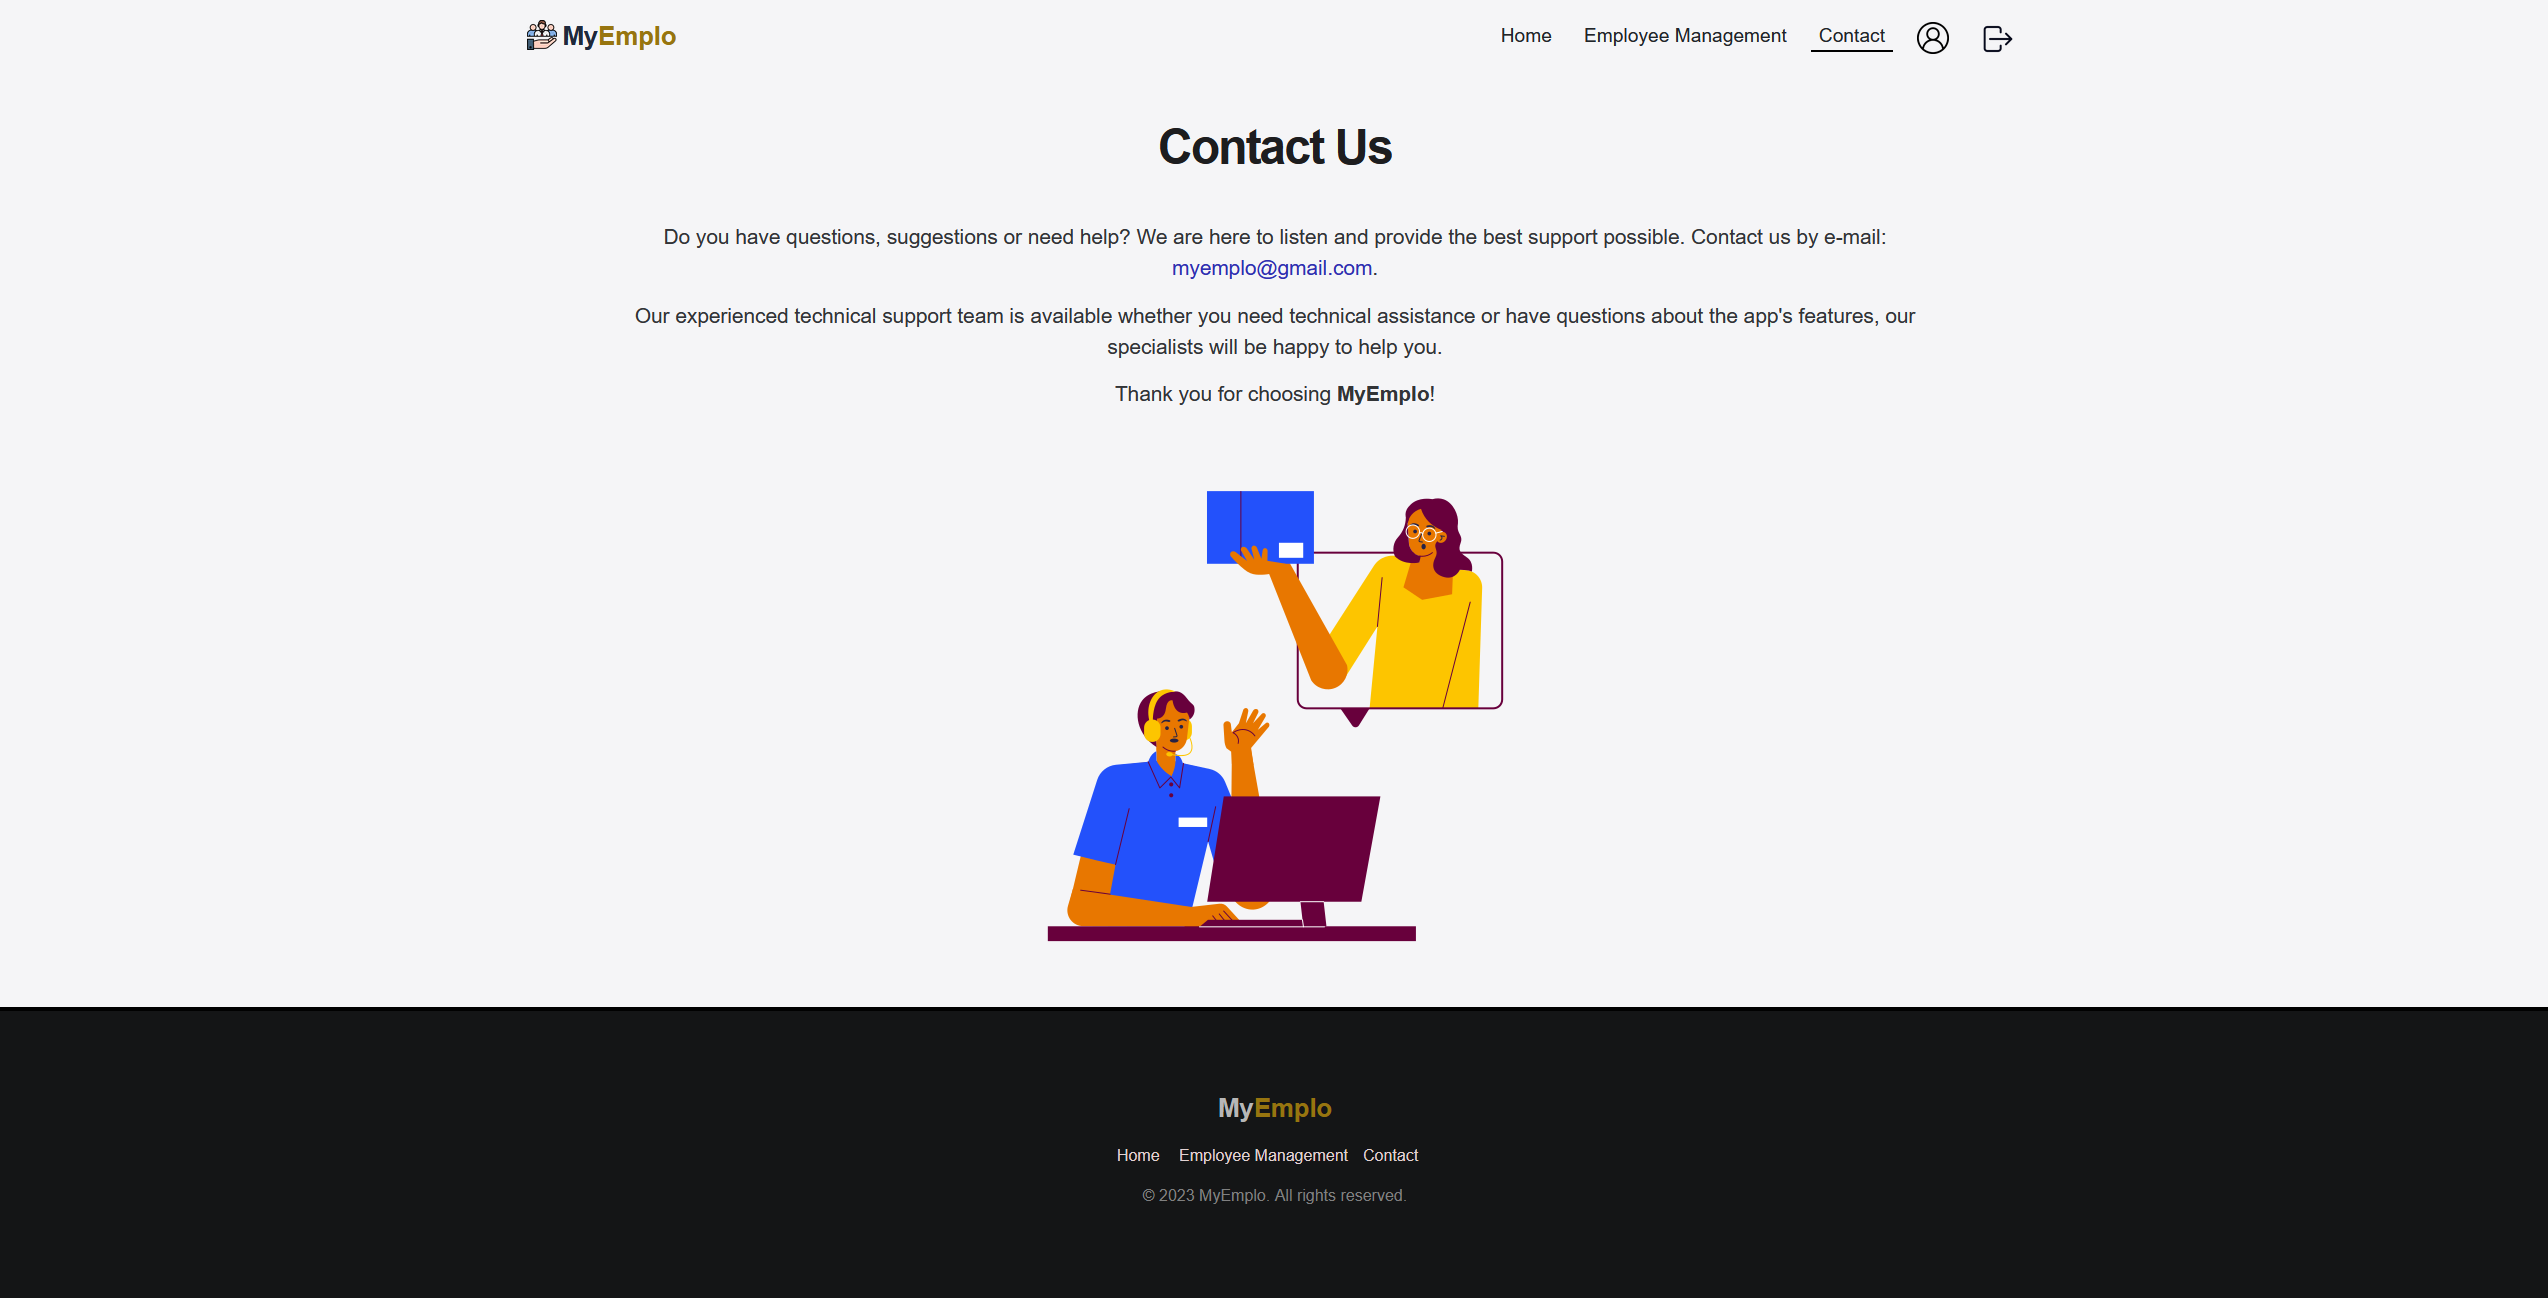 MyEmplo
Home Employee Management Contact
Contact Us
Do you have questions, suggestions or need help? We are here to listen and provide the best support possible. Contact us by e-mail:
myemplo@gmail.com.
Our experienced technical support team is available whether you need technical assistance or have questions about the app's features, our
specialists will be happy to help you.
Thank you for choosing MyEmplo!
MyEmplo
Home Employee Management Contact
© 2023 MyEmplo. All rights reserved.